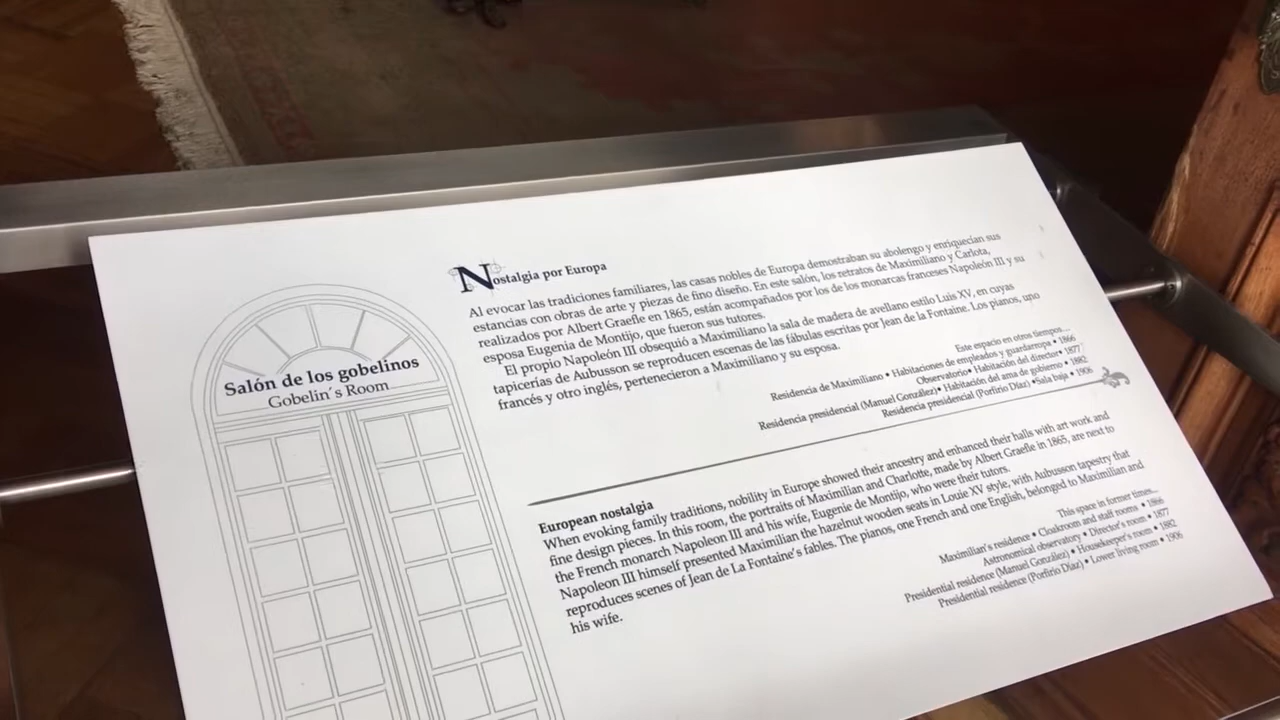 Salón de los gobelinos
Gobelin´s Room
Nostalgia por Europa
Al evocar las tradiciones familiares, las casas nobles de Europa demostraban su abolengo y enriquecían sus
estancias con obras de arte y piezas de fino diseño. En este salón, los retratos de Maximiliano y Carlota,
realizados por Albert Graefle en 1865, están acompañados por los de los monarcas franceses Napoleón III y su
esposa Eugenia de Montijo, que fueron sus tutores.
El propio Napoleón III obsequió a Maximiliano la sala de madera de avellano estilo Luis XV, en cuyas
tapicerías de Aubusson se reproducen escenas de las fábulas escritas por Jean de la Fontaine. Los pianos, uno
francés y otro inglés, pertenecieron a Maximiliano y su esposa.
Este espacio en otros tiempos...
Residencia de Maximiliano • Habitaciones de empleados y guardarropa • 1866
Observatorio • Habitación del director • 1877
Residencia presidencial (Manuel González) • Habitación del ama de gobierno • 1882
Residencia presidencial (Porfirio Díaz) • Sala baja • 1906
European nostalgia
When evoking family traditions, nobility in Europe showed their ancestry and enhanced their halls with art work and
fine design pieces. In this room, the portraits of Maximilian and Charlotte, made by Albert Graefle in 1865, are next to
the French monarch Napoleon III and his wife, Eugenie de Montijo, who were their tutors.
Napoleon III himself presented Maximilian the hazelnut wooden seats in Louie XV style, with Aubusson tapestry that
reproduces scenes of Jean de La Fontaine's fables. The pianos, one French and one English, belonged to Maximilian and
his wife.
This space in former times...
Maximilian's residence • Cloakroom and staff rooms • 1866
Astronomical observatory • Director's room • 1877
Presidential residence (Manuel González) • Housekeeper's room • 1882
Presidential residence (Porfirio Díaz) • Lower living room • 1906